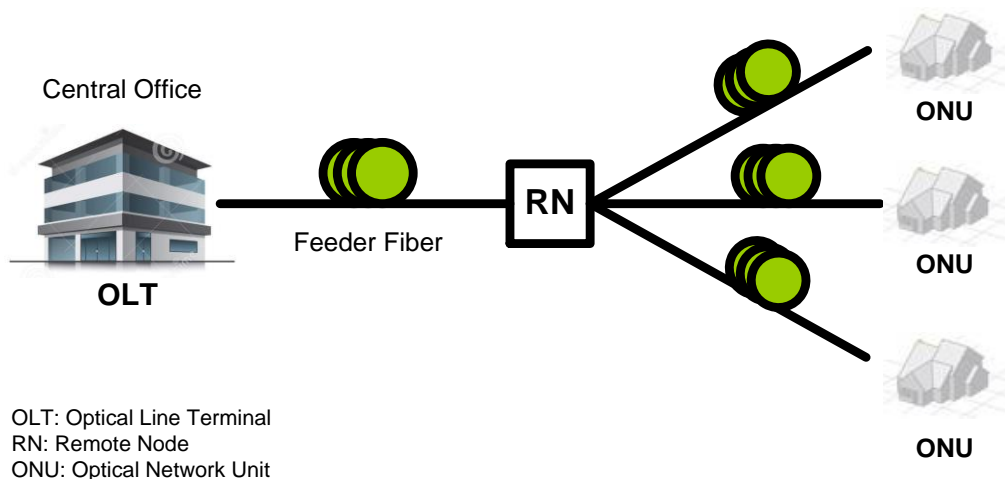 Central Office
OLT
Feeder Fiber
RN
ONU
ONU
ONU
OLT: Optical Line Terminal
RN: Remote Node
ONU: Optical Network Unit